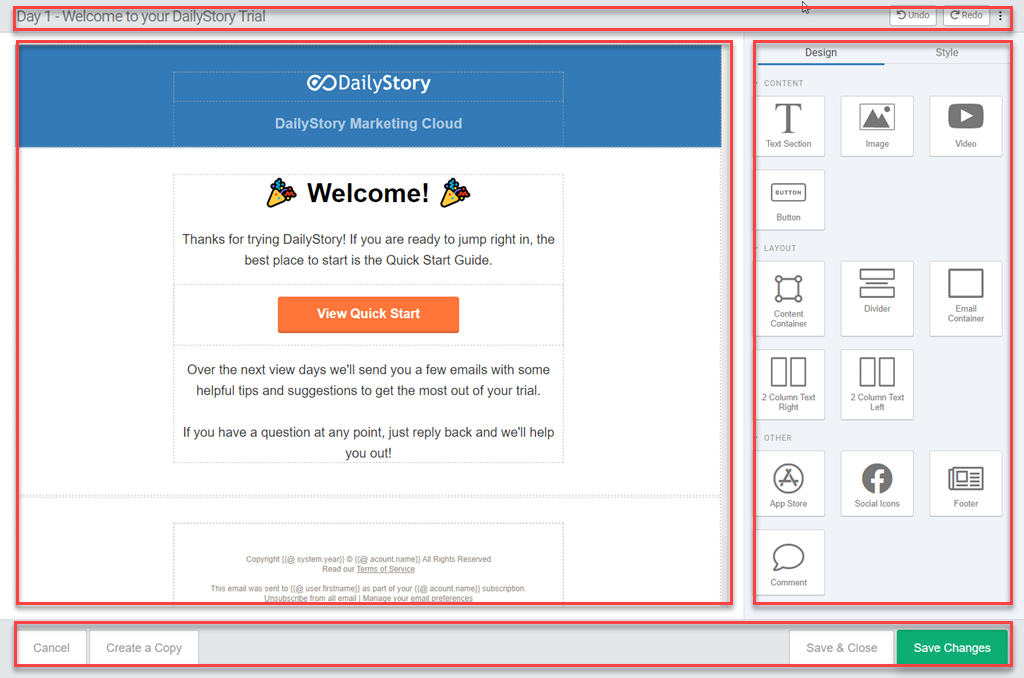 Day 1 - Welcome to your DailyStory Trial
Undo
Redo
DailyStory
DailyStory Marketing Cloud
Welcome!
Thanks for trying DailyStory! If you are ready to jump right in, the
best place to start is the Quick Start Guide.
View Quick Start
Over the next view days we'll send you a few emails with some
helpful tips and suggestions to get the most out of your trial.
If you have a question at any point, just reply back and we'll help
you out!
Copyright {{@ system.year}} © {{@ acount.name}} All Rights Reserved
Read our Terms of Service
This email was sent to {{@ user.firstname}} as part of your {{@ acount.name}} subscription.
Unsubscribe from all email | Manage your email preferences
Design
Style
CONTENT
Text Section
Image
Video
BUTTON
Button
LAYOUT
Content
Container
Divider
Email
Container
2 Column Text
Right
2 Column Text
Left
OTHER
App Store
Social Icons
Footer
Comment
Cancel
Create a Copy
Save & Close
Save Changes